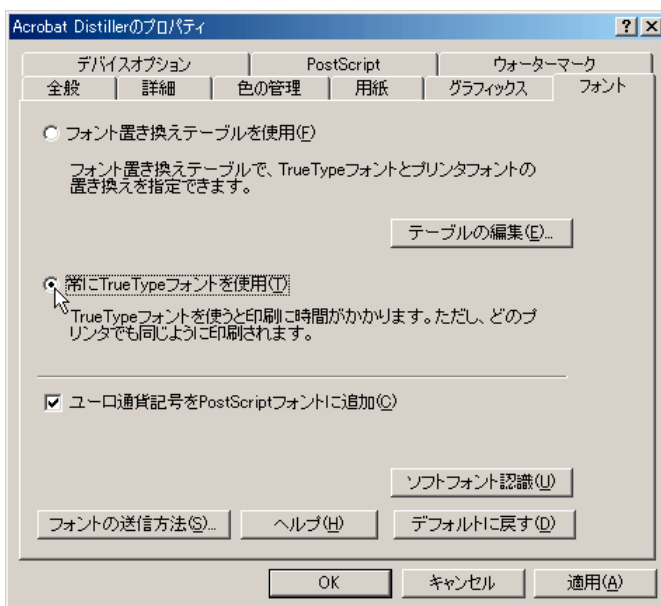 Acrobat Distillerのプロパティ
デバイスオプション PostScript ウォーターマーク
全般 詳細 色の管理 用紙 グラフィックス フォント
フォント置き換えテーブルを使用(F)
フォント置き換えテーブルで、TrueTypeフォントとプリンタフォントの
置き換えを指定できます。
テーブルの編集(E)...
常にTrueTypeフォントを使用(T)
TrueTypeフォントを使うと印刷に時間がかかります。ただし、どのプ
リンタでも同じように印刷されます。
ユーロ通貨記号をPostScriptフォントに追加(C)
ソフトフォント認識(U)
フォントの送信方法(S)... ヘルプ(H) デフォルトに戻す(D)
OK キャンセル 適用(A)